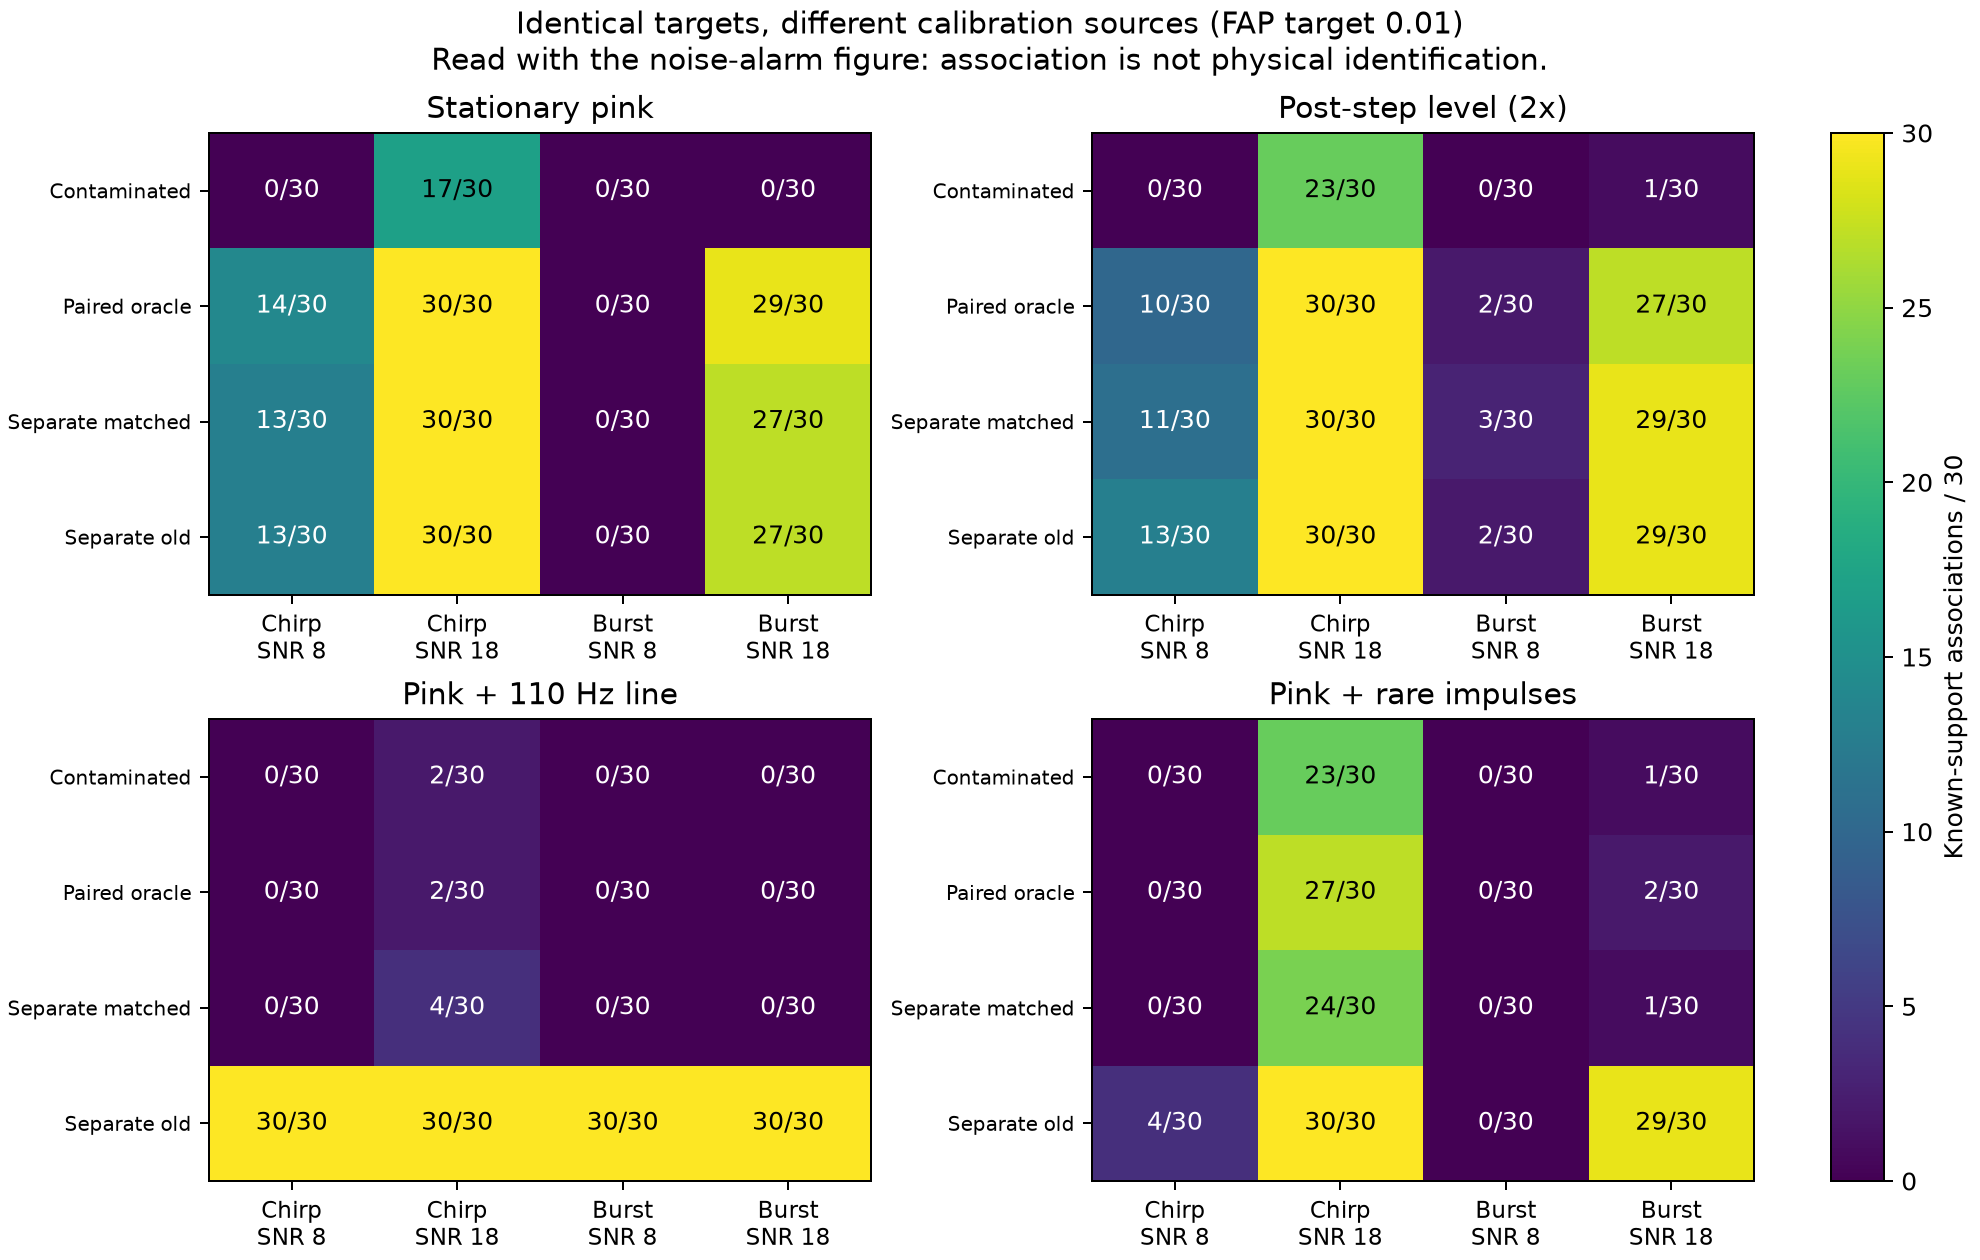 Identical targets, different calibration sources (FAP target 0.01)
Read with the noise-alarm figure: association is not physical identification.
Stationary pink
Contaminated 0/30 17/30 0/30 0/30
Paired oracle 14/30 30/30 0/30 29/30
Separate matched 13/30 30/30 0/30 27/30
Separate old 13/30 30/30 0/30 27/30
Chirp Chirp Burst Burst
SNR 8 SNR 18 SNR 8 SNR 18
Post-step level (2x)
Contaminated 0/30 23/30 0/30 1/30
Paired oracle 10/30 30/30 2/30 27/30
Separate matched 11/30 30/30 3/30 29/30
Separate old 13/30 30/30 2/30 29/30
Chirp Chirp Burst Burst
SNR 8 SNR 18 SNR 8 SNR 18
Pink + 110 Hz line
Contaminated 0/30 2/30 0/30 0/30
Paired oracle 0/30 2/30 0/30 0/30
Separate matched 0/30 4/30 0/30 0/30
Separate old 30/30 30/30 30/30 30/30
Chirp Chirp Burst Burst
SNR 8 SNR 18 SNR 8 SNR 18
Pink + rare impulses
Contaminated 0/30 23/30 0/30 1/30
Paired oracle 0/30 27/30 0/30 2/30
Separate matched 0/30 24/30 0/30 1/30
Separate old 4/30 30/30 0/30 29/30
Chirp Chirp Burst Burst
SNR 8 SNR 18 SNR 8 SNR 18
30
25
20
15
10
5
0
Known-support associations / 30